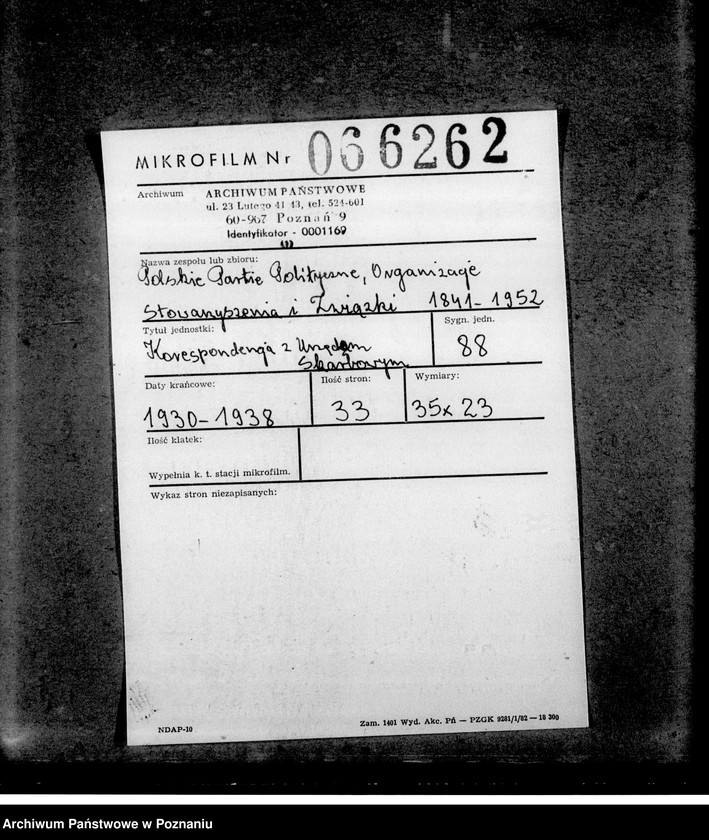 MIKROFILM Nr 066262
Archiwum ARCHIWUM PAŃSTWOWE
ul. 23 Lutego 41 43, tel. 524-601
60-967 Poznań 9
Identyfikator - 0001169
(1)
Nazwa zespołu lub zbioru:
Polskie Partie Polityczne, Organizacje
Stowarzyszenia i Związki 1841-1952
Tytuł jednostki:
Sygn. jedn.
Korespondencja z Urzędem
Skarbowym
88
Daty krańcowe:
Ilość stron:
Wymiary:
1930-1938
33
35x23
Ilość klatek:
Wypełnia k. t. stacji mikrofilm.
Wykaz stron niezapisanych:
NDAP-10
Zam. 1401 Wyd. Akc. Pń — PZGK 9281/1/82 — 18 300
Archiwum Państwowe w Poznaniu